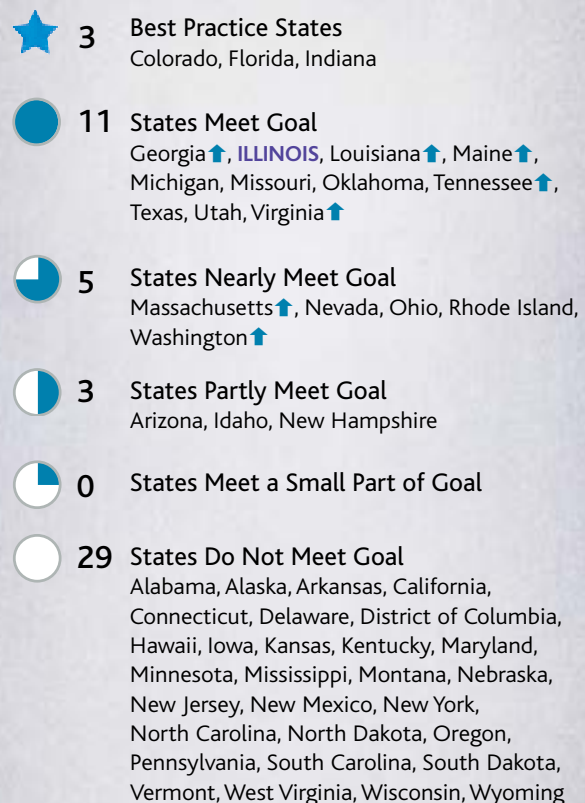 3 Best Practice States
Colorado, Florida, Indiana
11 States Meet Goal
Georgia⬆, ILLINOIS, Louisiana⬆, Maine⬆,
Michigan, Missouri, Oklahoma, Tennessee⬆,
Texas, Utah, Virginia⬆
5 States Nearly Meet Goal
Massachusetts⬆, Nevada, Ohio, Rhode Island,
Washington⬆
3 States Partly Meet Goal
Arizona, Idaho, New Hampshire
0 States Meet a Small Part of Goal
29 States Do Not Meet Goal
Alabama, Alaska, Arkansas, California,
Connecticut, Delaware, District of Columbia,
Hawaii, Iowa, Kansas, Kentucky, Maryland,
Minnesota, Mississippi, Montana, Nebraska,
New Jersey, New Mexico, New York,
North Carolina, North Dakota, Oregon,
Pennsylvania, South Carolina, South Dakota,
Vermont, West Virginia, Wisconsin, Wyoming